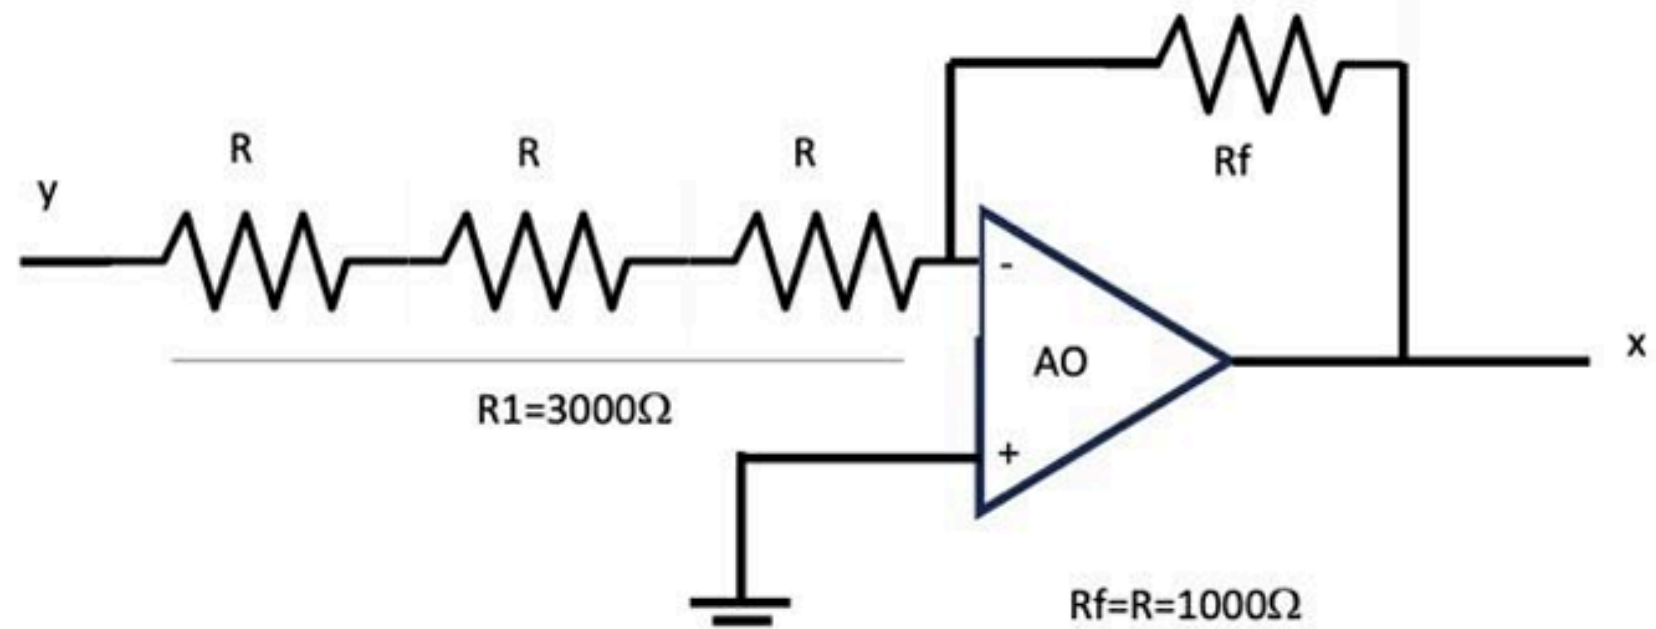 y
R
R
R
Rf
-
AO
+
x
R1=3000Ω
Rf=R=1000Ω